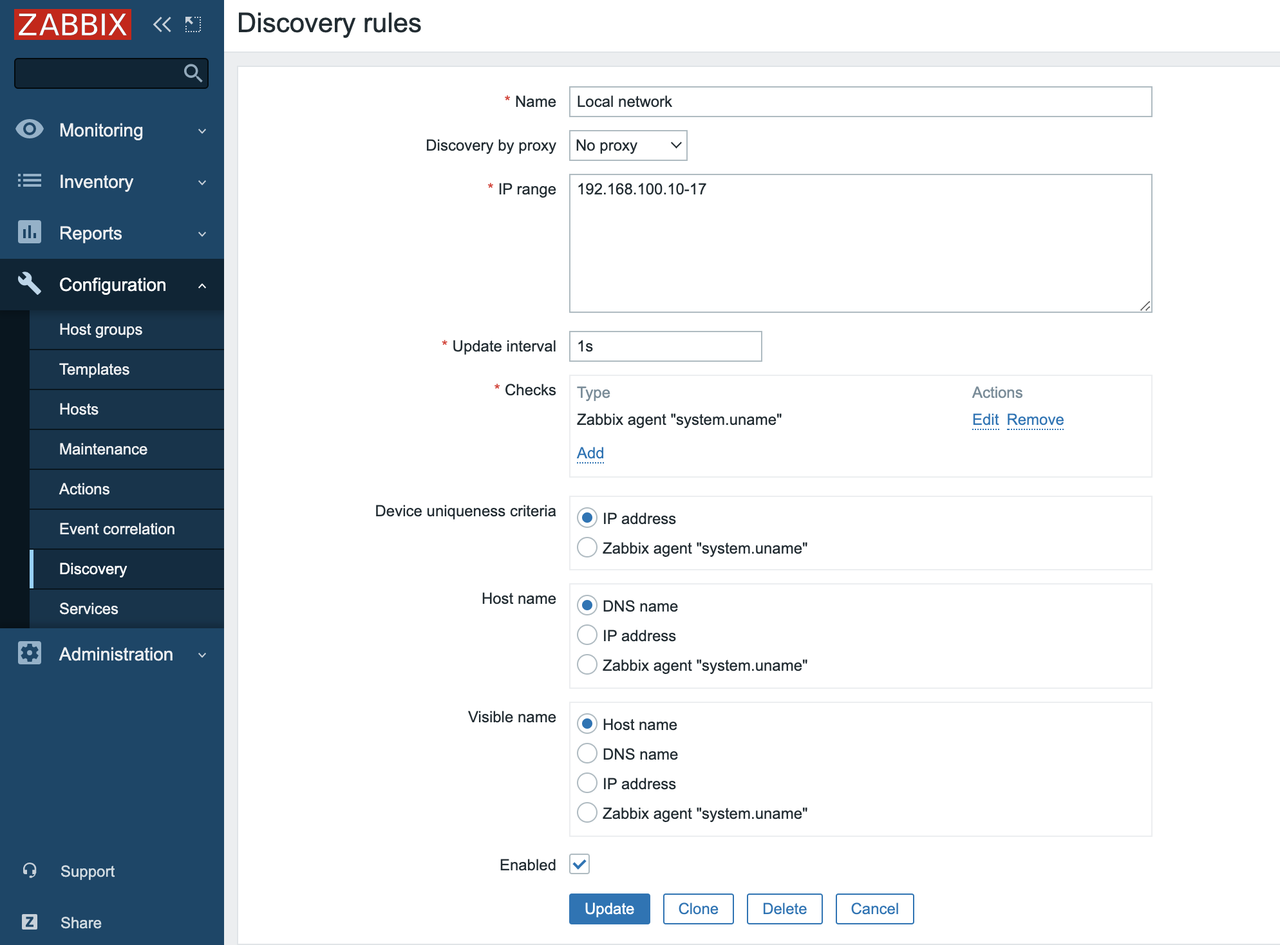 ZABBIX
Monitoring
Inventory
Reports
Configuration
Host groups
Templates
Hosts
Maintenance
Actions
Event correlation
Discovery
Services
Administration
Support
Z Share
Discovery rules
* Name Local network
Discovery by proxy No proxy
* IP range 192.168.100.10-17
* Update interval 1s
* Checks Type Actions
Zabbix agent "system.uname" Edit Remove
Add
Device uniqueness criteria IP address
Zabbix agent "system.uname"
Host name DNS name
IP address
Zabbix agent "system.uname"
Visible name Host name
DNS name
IP address
Zabbix agent "system.uname"
Enabled
Update Clone Delete Cancel